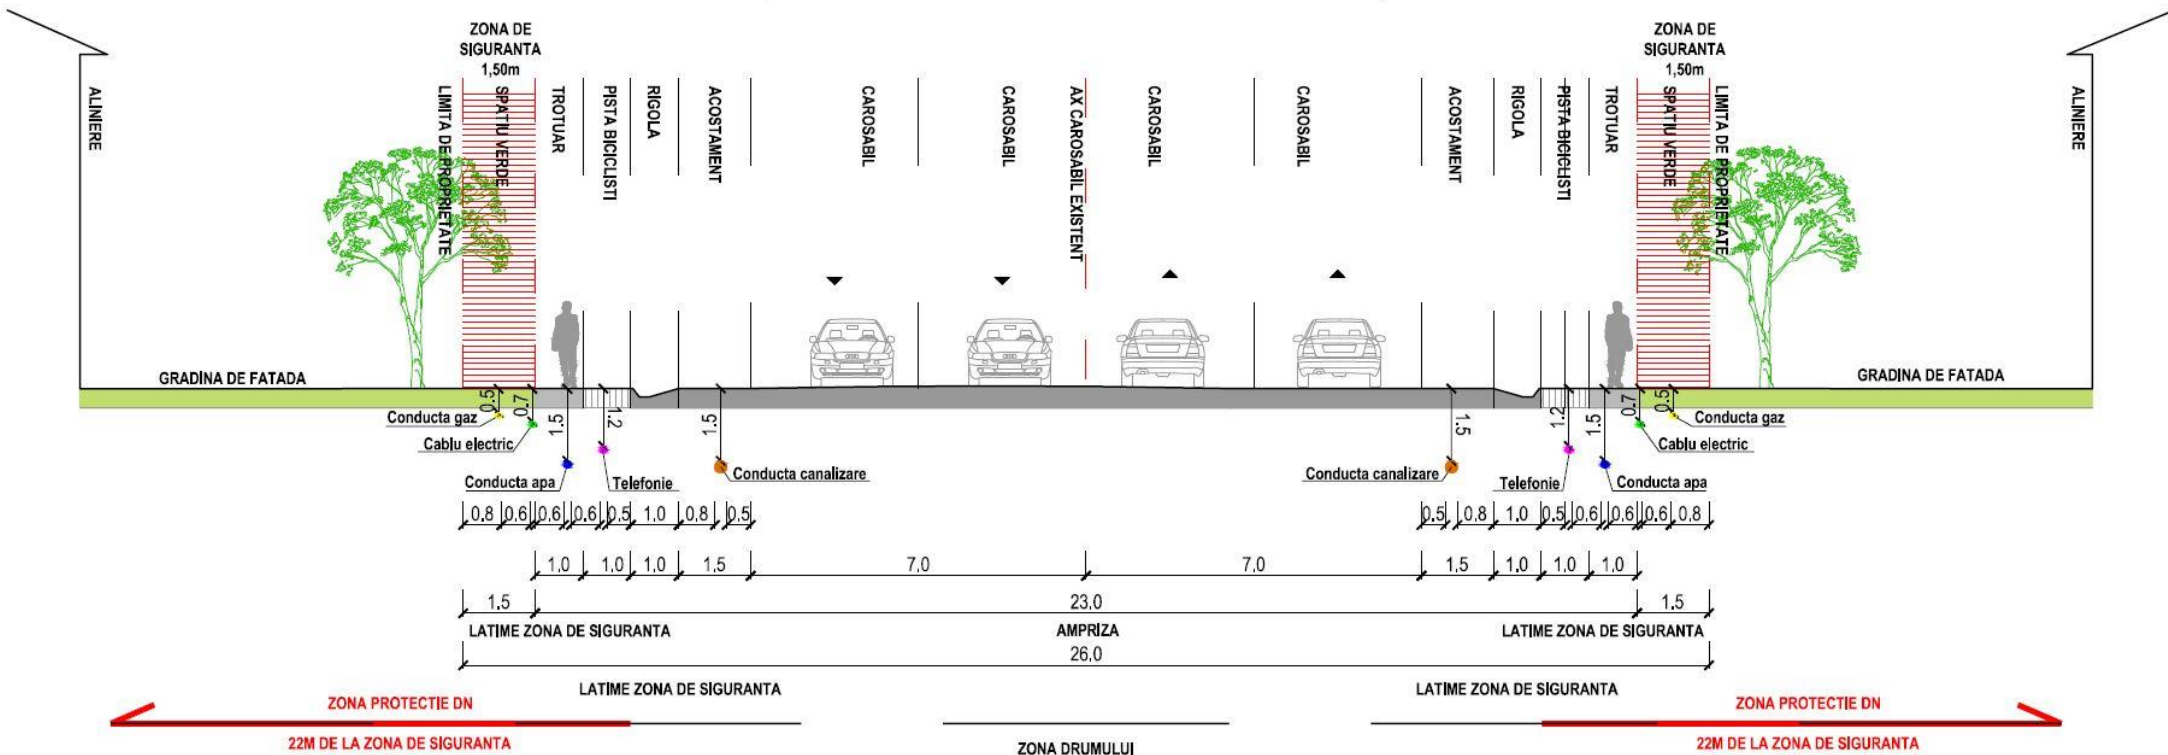 ZONA DE
SIGURANTA
1,50m
ZONA DE
SIGURANTA
1,50m
ALINIERE
LIMITA DE PROPRIETATE
SPATIU VERDE
TROTUAR
PISTA BICICLISTI
RIGOLA
ACOSTAMENT
CAROSABIL
CAROSABIL
AX CAROSABIL EXISTENT
CAROSABIL
CAROSABIL
ACOSTAMENT
RIGOLA
PISTA BICICLISTI
TROTUAR
SPATIU VERDE
LIMITA DE PROPRIETATE
ALINIERE
GRADINA DE FATADA
GRADINA DE FATADA
0.5
0.7
1.5
1.2
1.5
1.5
1.2
1.5
0.7
0.5
Conducta gaz
Conducta gaz
Cablu electric
Cablu electric
Conducta apa
Telefonie
Conducta canalizare
Conducta canalizare
Telefonie
Conducta apa
0,8 0,6 0,6 0,6 0,5 1,0 0,8 0,5
0,5 0,8 1,0 0,5 0,6 0,6 0,6 0,8
1,0 1,0 1,0 1,5 7,0 7,0 1,5 1,0 1,0 1,0
1,5 23,0 1,5
LATIME ZONA DE SIGURANTA AMPRIZA LATIME ZONA DE SIGURANTA
26,0
LATIME ZONA DE SIGURANTA LATIME ZONA DE SIGURANTA
ZONA PROTECTIE DN ZONA PROTECTIE DN
22M DE LA ZONA DE SIGURANTA ZONA DRUMULUI 22M DE LA ZONA DE SIGURANTA